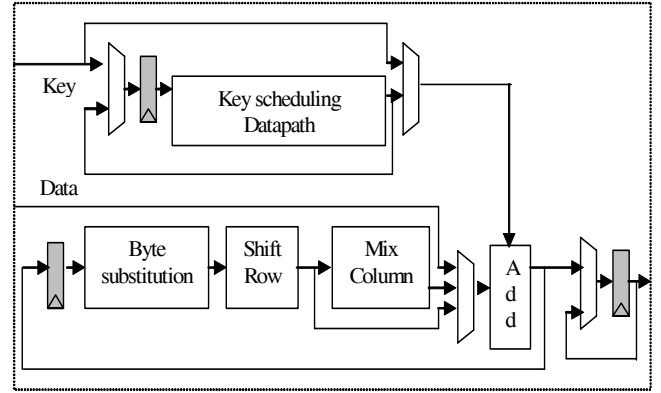 Key
Key scheduling
Datapath
Data
Byte
substitution
Shift
Row
Mix
Column
A
d
d